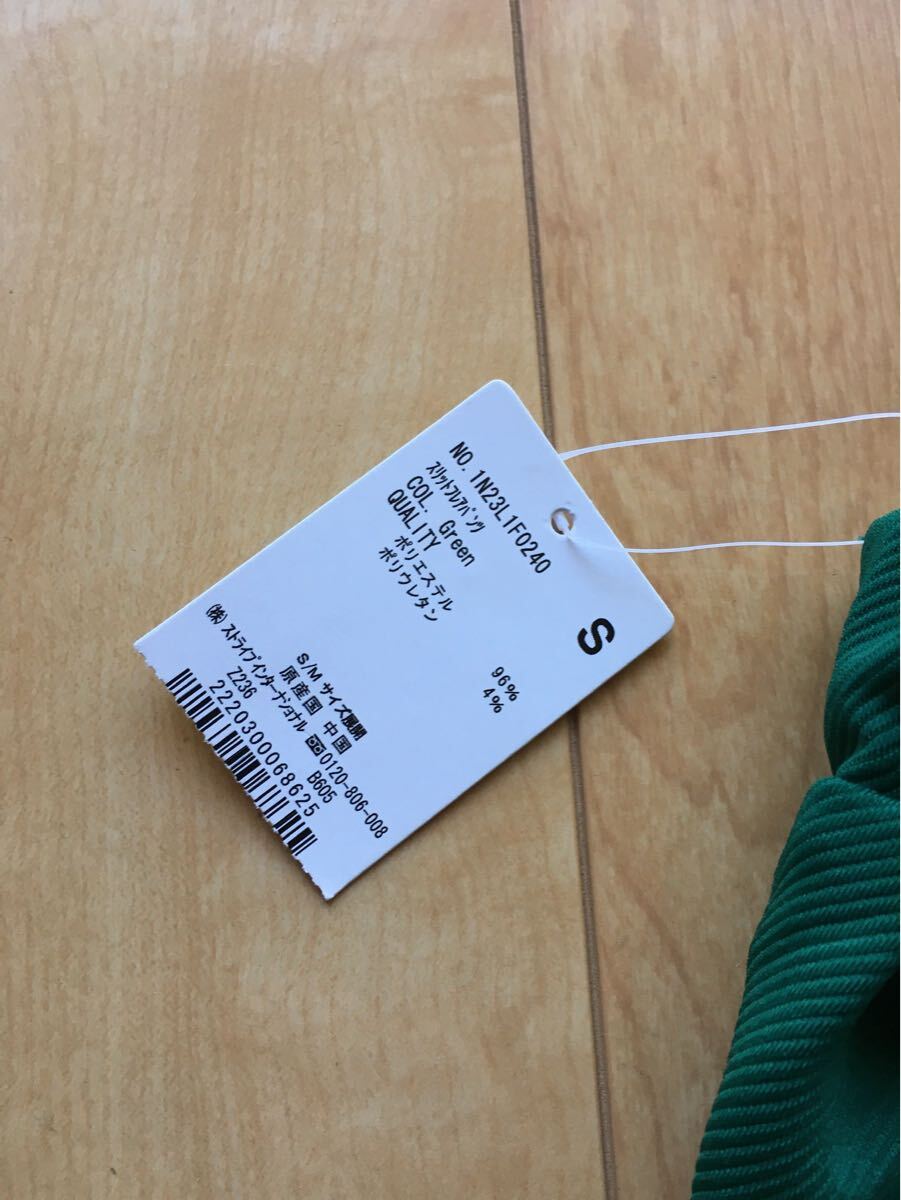 NO. 1N23L1F0240
スリットフレアパンツ
COL. Green
QUALITY
S
ポリエステル 96%
ポリウレタン 4%
S/M サイズ展開
原産国 中国
(株)ストライプインターナショナル 0120-806-008
Z236 B605
2220300068625